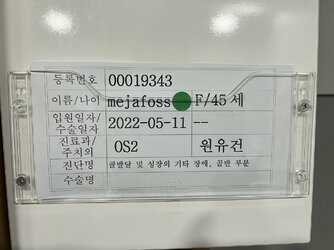 등록번호 00019343
이름/나이 mejafoss F/45 세
입원일자/ 2022-05-11 --
수술일자
진료과/ OS2 원유건
주치의
진단명 골발달 및 성장의 기타 장애, 골반 부분
수술명